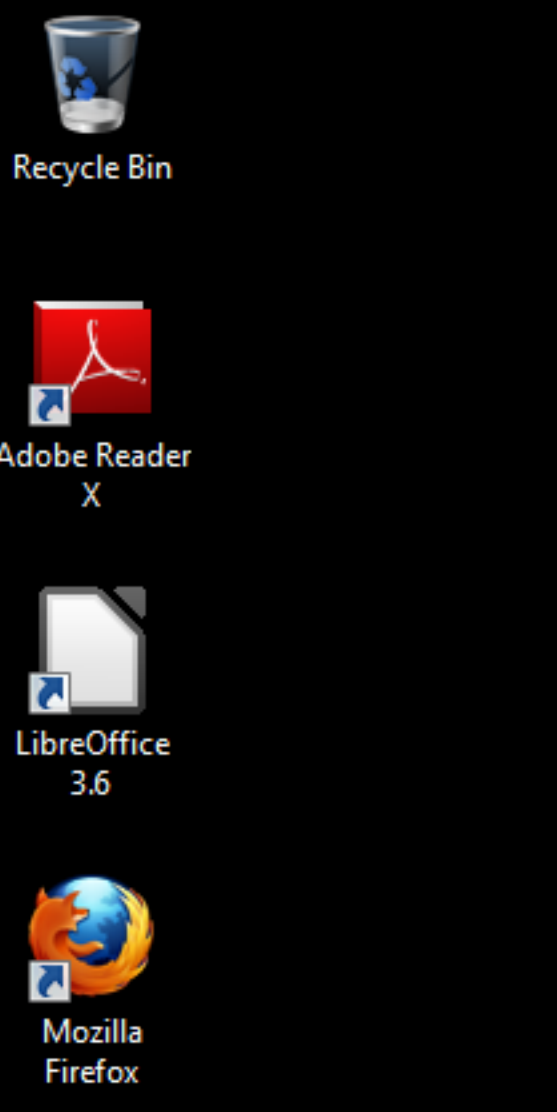 Recycle Bin
Adobe Reader
X
LibreOffice
3.6
Mozilla
Firefox